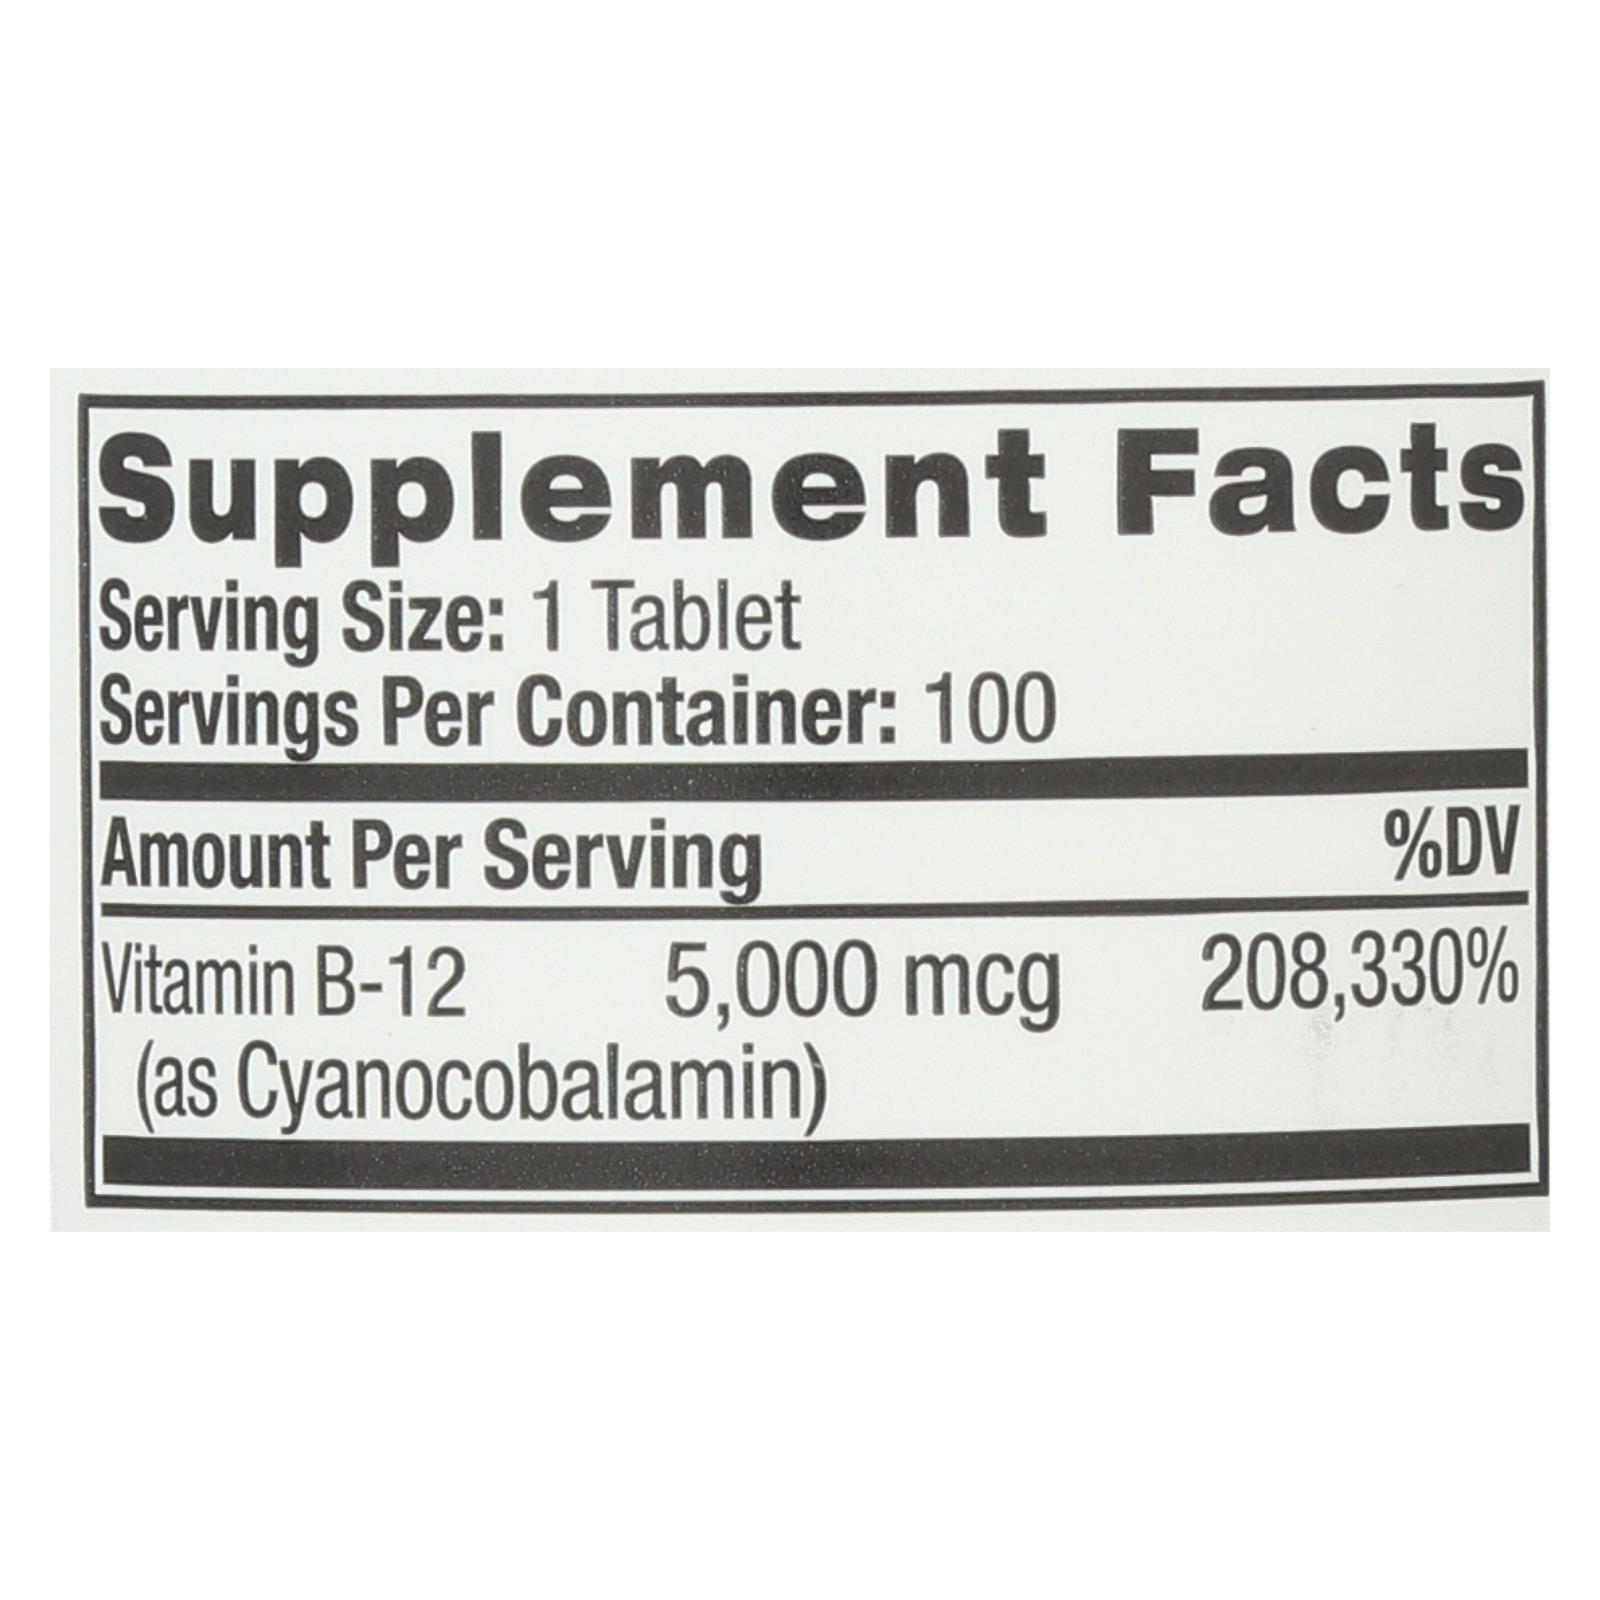 Supplement Facts
Serving Size: 1 Tablet
Servings Per Container: 100
Amount Per Serving %DV
Vitamin B-12 5,000 mcg 208,330%
(as Cyanocobalamin)